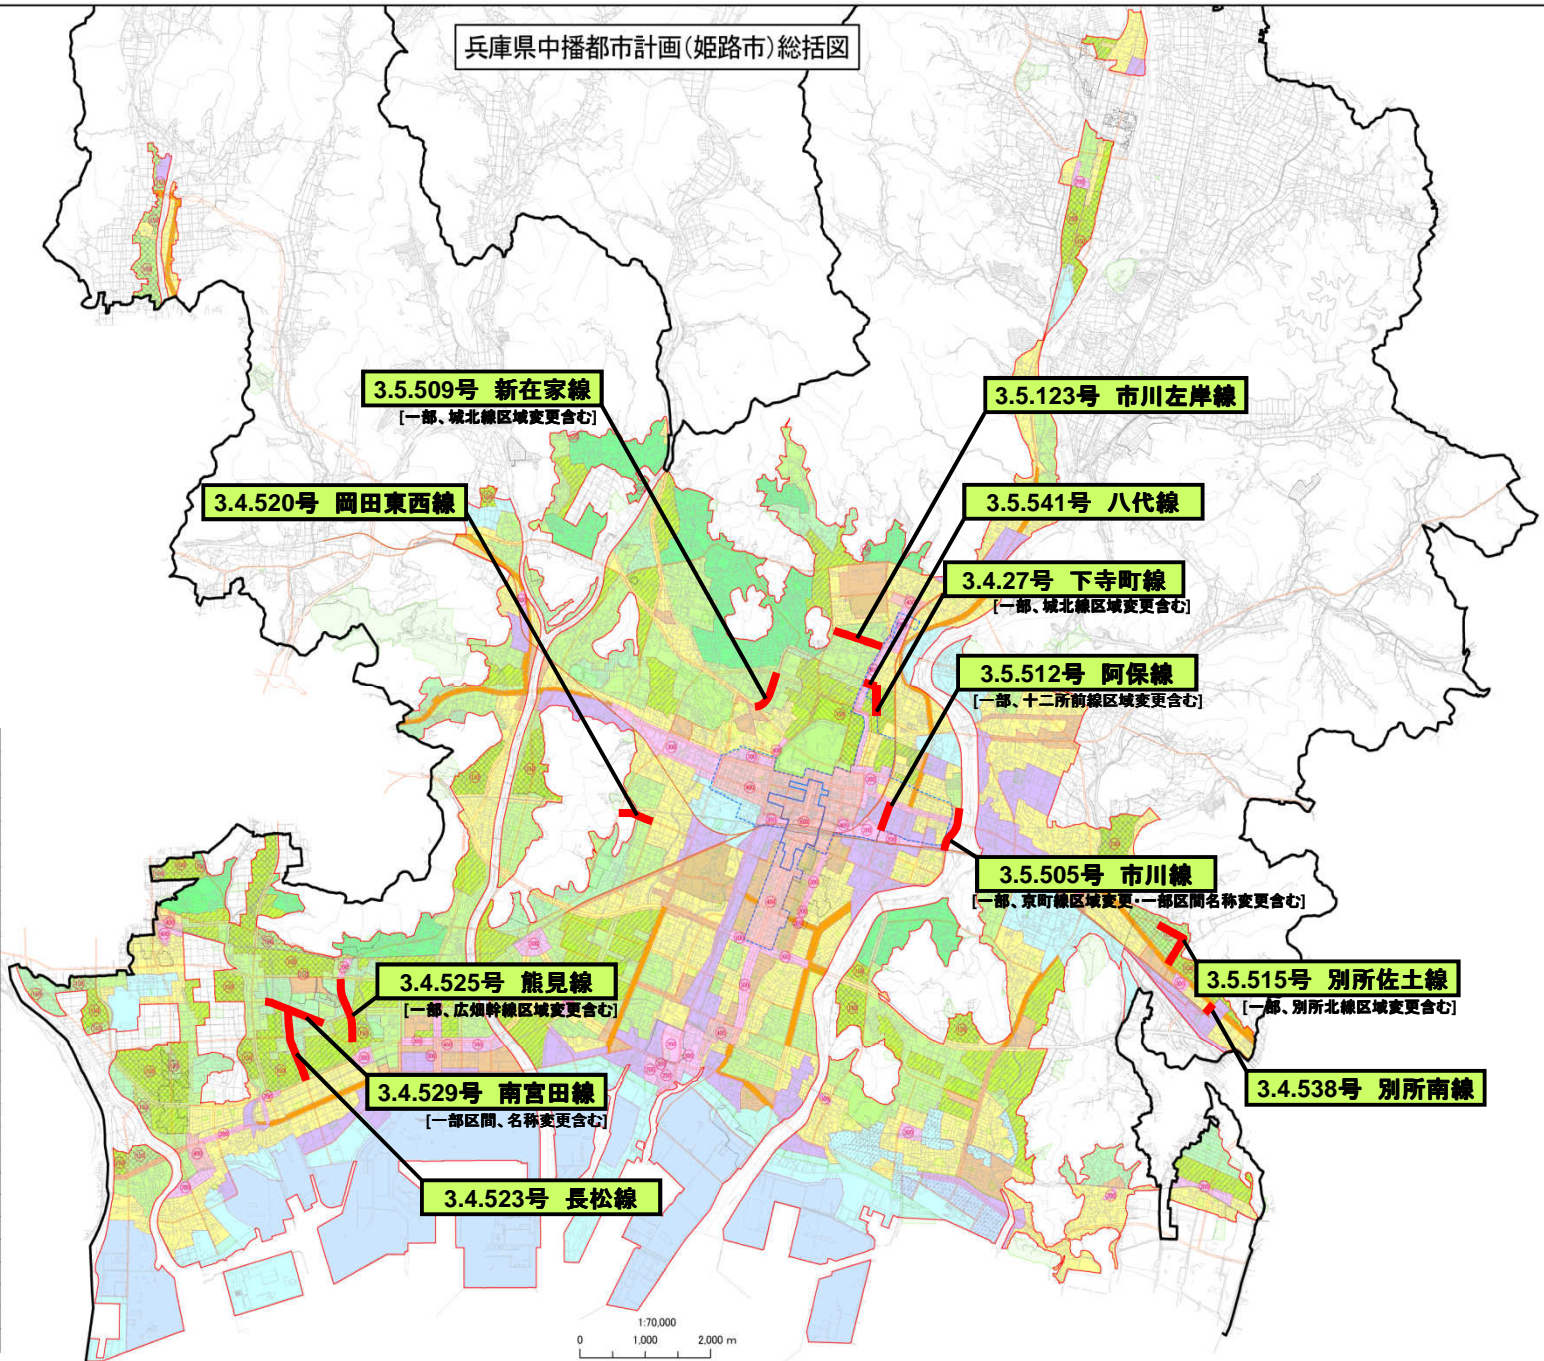 兵庫県中播都市計画(姫路市)総括図
3.5.509号 新在家線
[一部、城北線区域変更含む]
3.5.123号 市川左岸線
3.4.520号 岡田東西線
3.5.541号 八代線
3.4.27号 下寺町線
[一部、城北線区域変更含む]
3.5.512号 阿保線
[一部、十二所前線区域変更含む]
3.5.505号 市川線
[一部、京町線区域変更・一部区間名称変更含む]
3.4.525号 熊見線
[一部、広畑幹線区域変更含む]
3.5.515号 別所佐土線
[一部、別所北線区域変更含む]
3.4.529号 南宮田線
[一部区間、名称変更含む]
3.4.538号 別所南線
3.4.523号 長松線
1:70,000
0 1,000 2,000 m